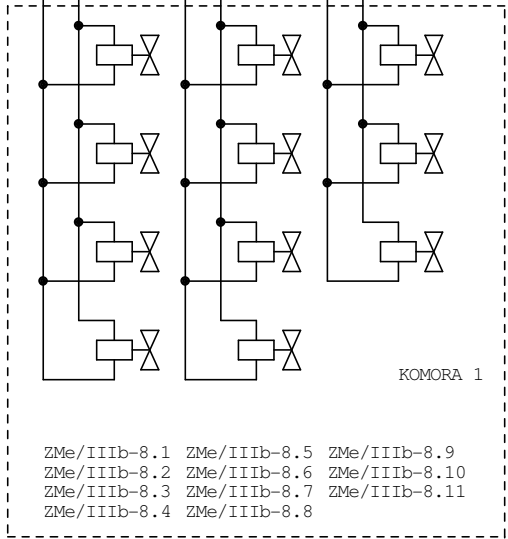 KOMORA 1
ZMe/IIIb-8.1 ZMe/IIIb-8.5 ZMe/IIIb-8.9
ZMe/IIIb-8.2 ZMe/IIIb-8.6 ZMe/IIIb-8.10
ZMe/IIIb-8.3 ZMe/IIIb-8.7 ZMe/IIIb-8.11
ZMe/IIIb-8.4 ZMe/IIIb-8.8